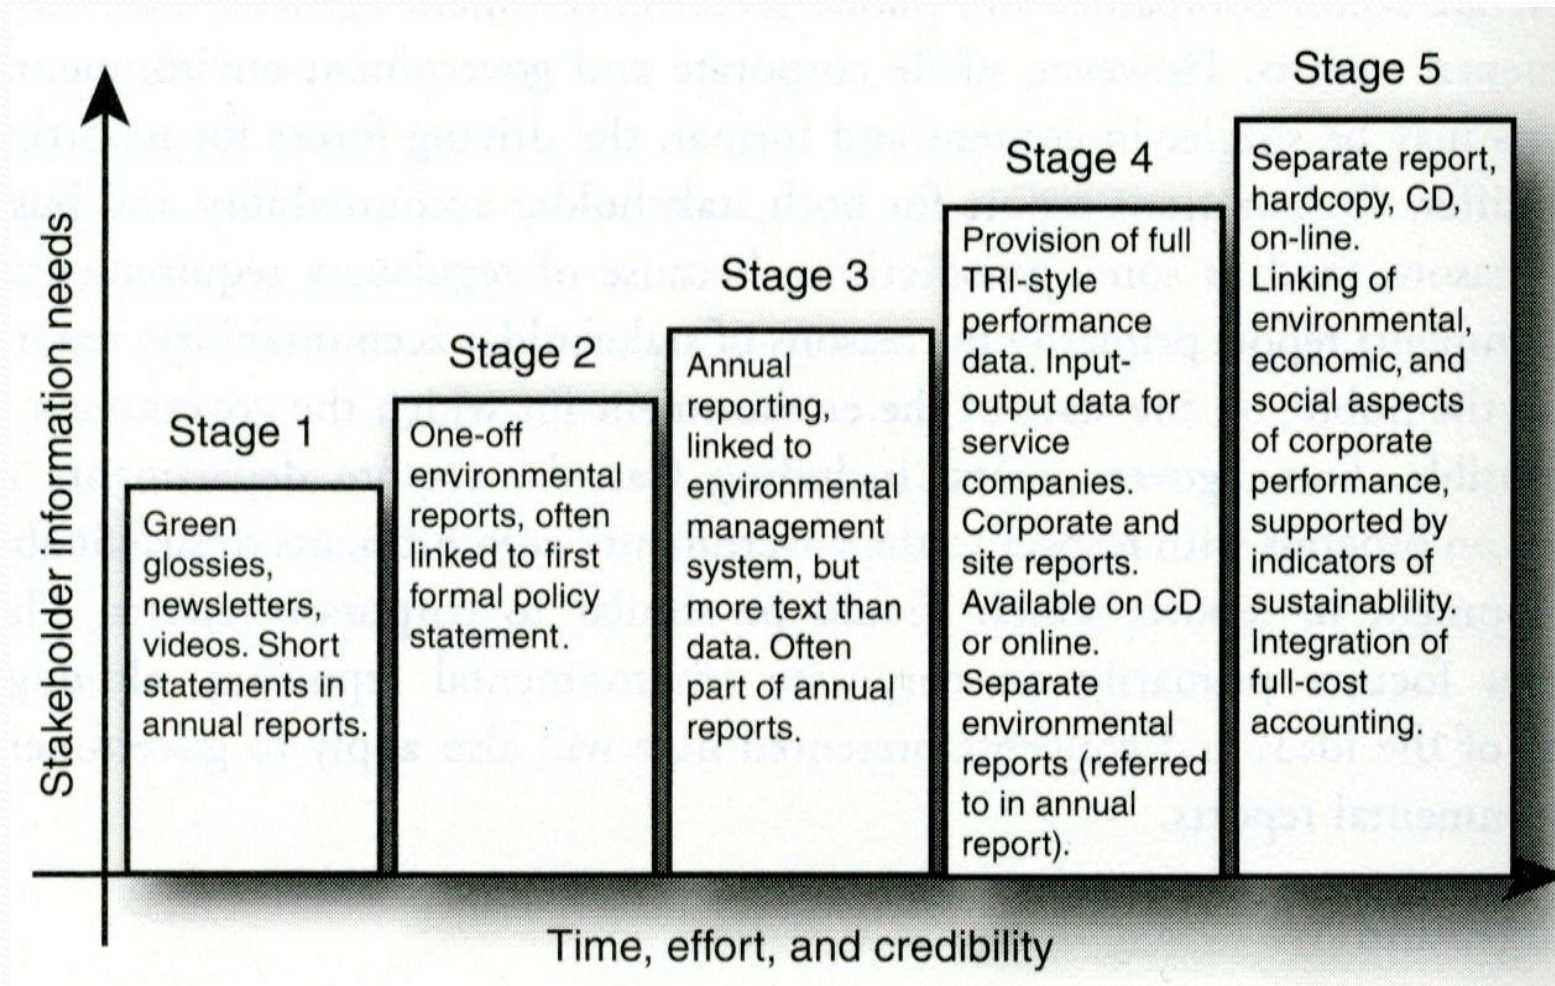 Stakeholder information needs
Stage 1
Green
glossies,
newsletters,
videos. Short
statements in
annual reports.
Stage 2
One-off
environmental
reports, often
linked to first
formal policy
statement.
Stage 3
Annual
reporting,
linked to
environmental
management
system, but
more text than
data. Often
part of annual
reports.
Stage 4
Provision of full
TRI-style
performance
data. Input-
output data for
service
companies.
Corporate and
site reports.
Available on CD
or online.
Separate
environmental
reports (referred
to in annual
report).
Stage 5
Separate report,
hardcopy, CD,
on-line.
Linking of
environmental,
economic, and
social aspects
of corporate
performance,
supported by
indicators of
sustainablility.
Integration of
full-cost
accounting.
Time, effort, and credibility